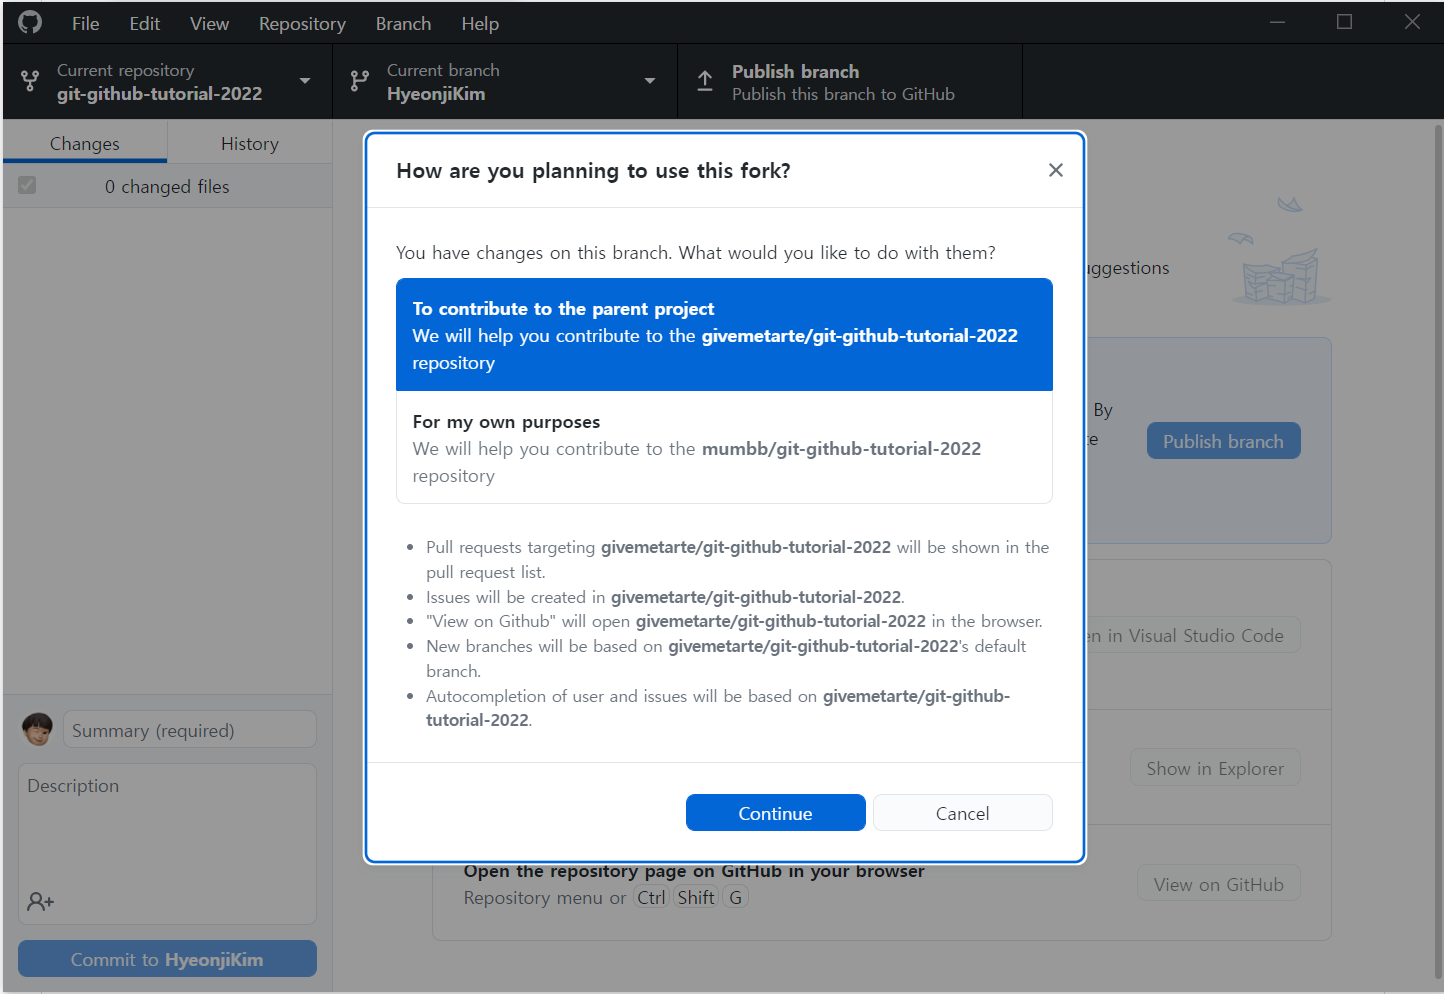 File Edit View Repository Branch Help
Current repository
git-github-tutorial-2022
Current branch
HyeonjiKim
Publish branch
Publish this branch to GitHub
Changes History
0 changed files
How are you planning to use this fork?
You have changes on this branch. What would you like to do with them?
To contribute to the parent project
We will help you contribute to the givemetarte/git-github-tutorial-2022
repository
For my own purposes
We will help you contribute to the mumbb/git-github-tutorial-2022
repository
Pull requests targeting givemetarte/git-github-tutorial-2022 will be shown in the
pull request list.
Issues will be created in givemetarte/git-github-tutorial-2022.
"View on Github" will open givemetarte/git-github-tutorial-2022 in the browser.
New branches will be based on givemetarte/git-github-tutorial-2022's default
branch.
Autocompletion of user and issues will be based on givemetarte/git-github-
tutorial-2022.
Continue Cancel
uggestions
By
Publish branch
en in Visual Studio Code
Show in Explorer
Open the repository page on GitHub in your browser
Repository menu or Ctrl Shift G
View on GitHub
Summary (required)
Description
Commit to HyeonjiKim